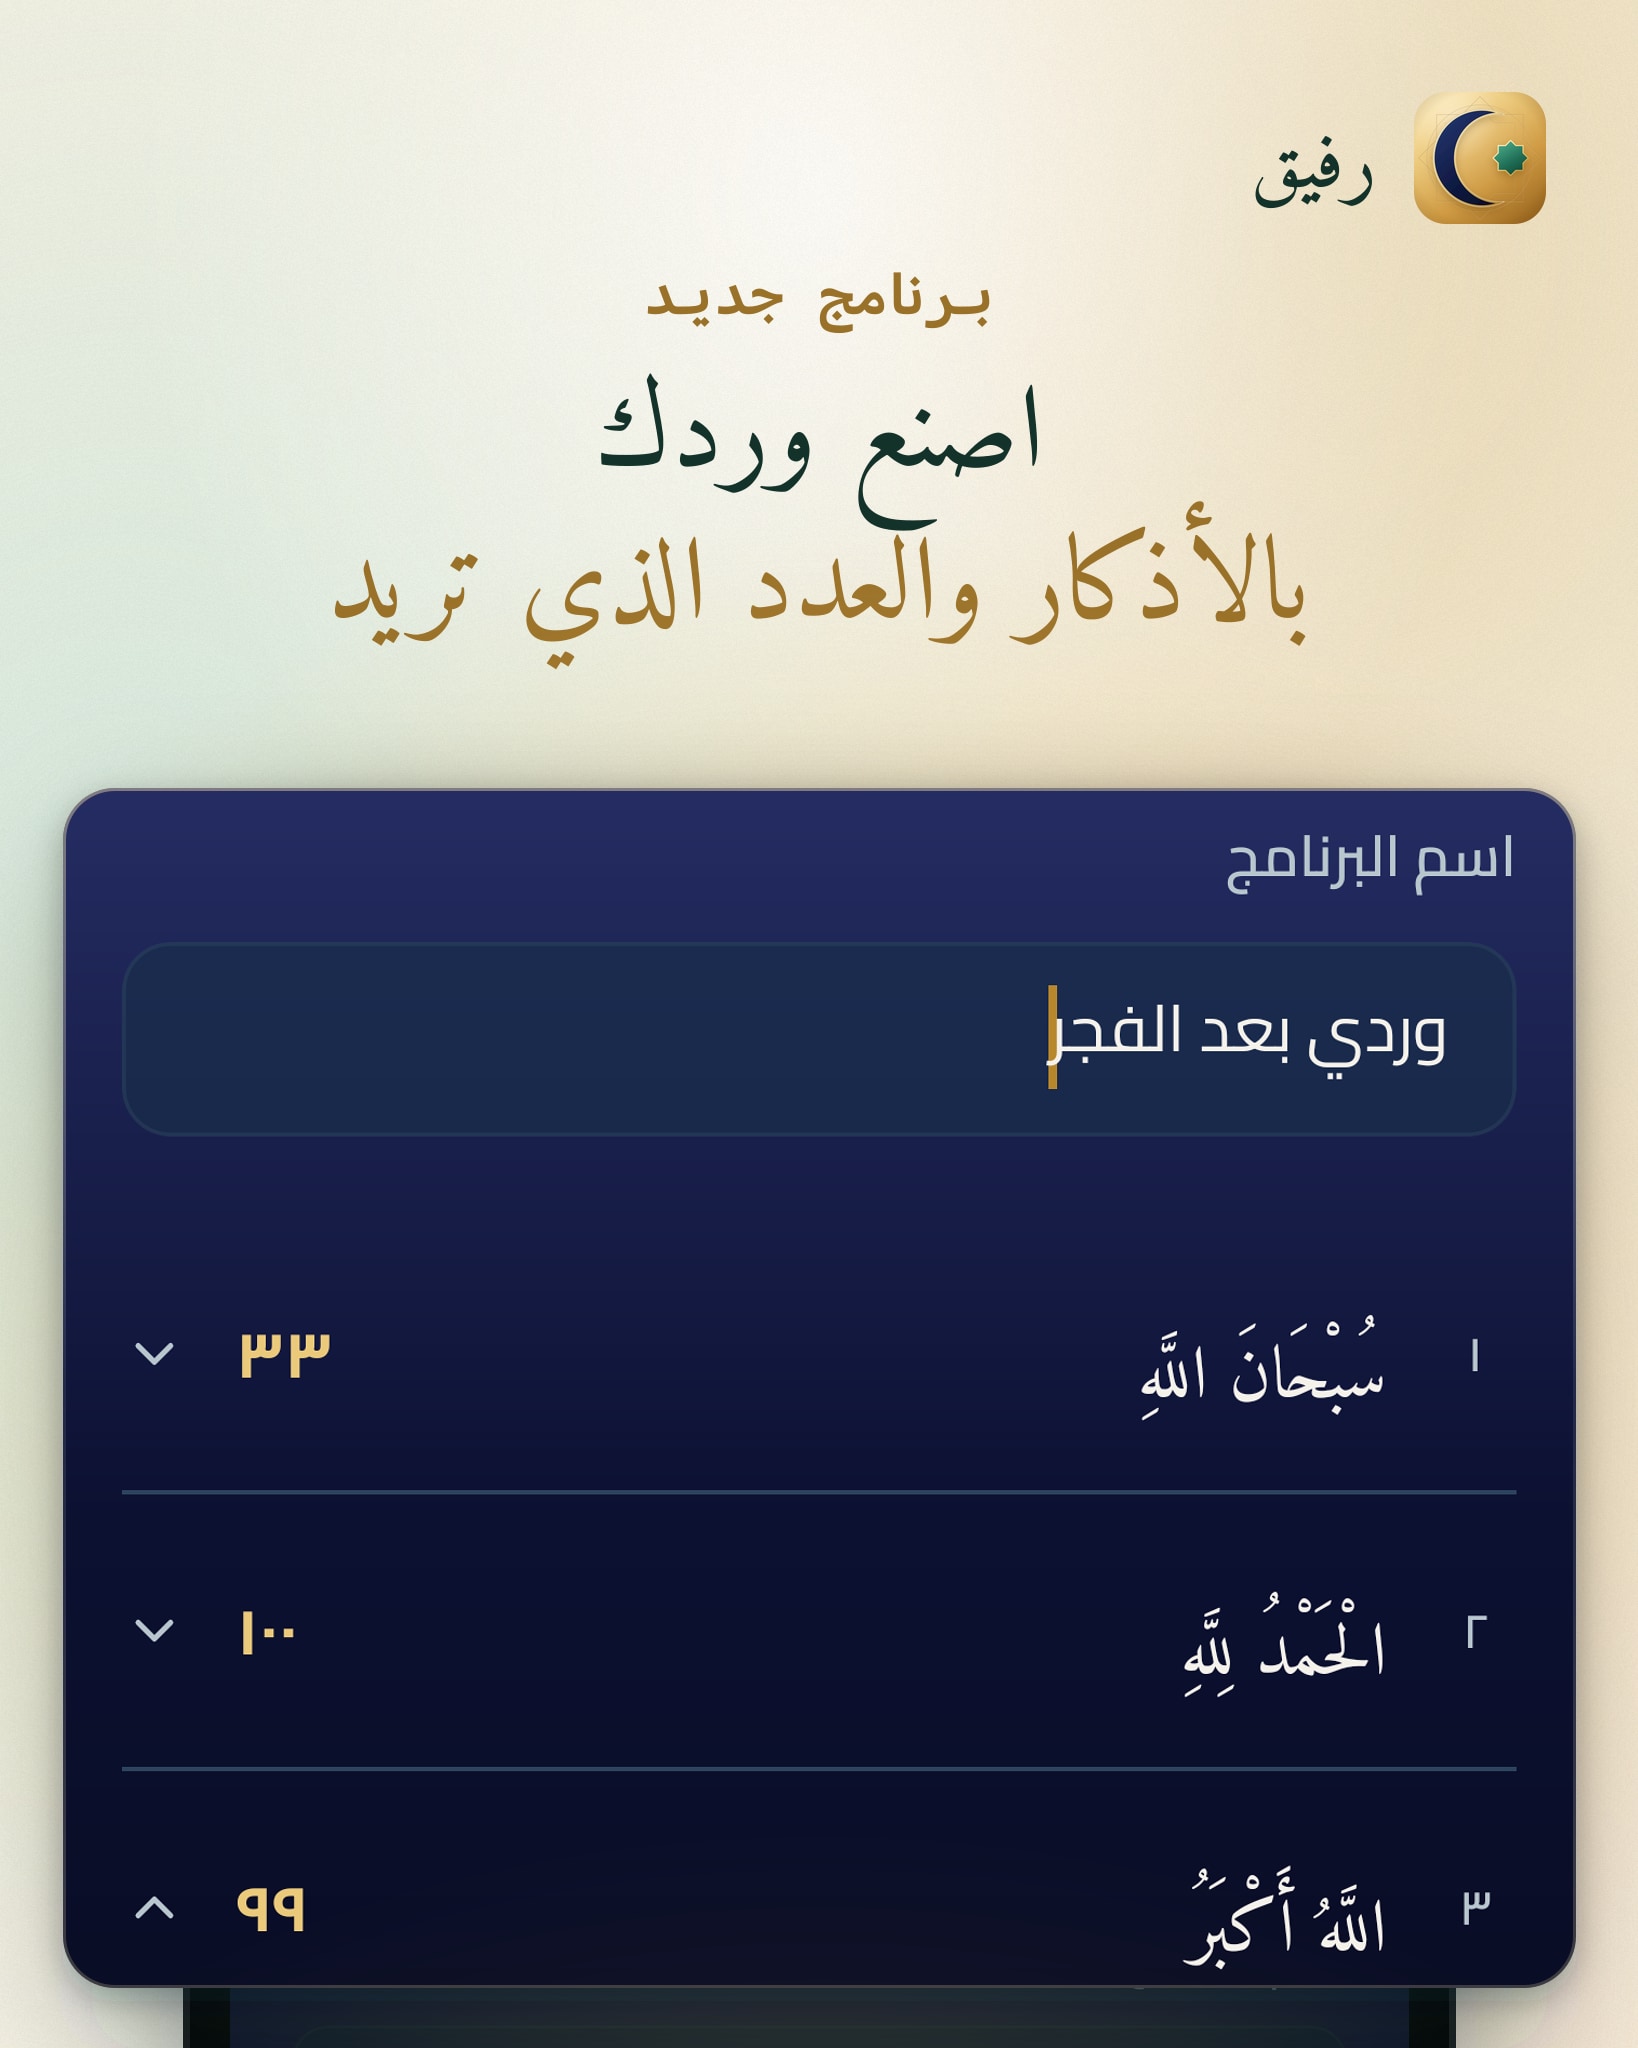 رفيق
برنامج جديد
اصنع وردك
بالأذكار والعدد الذي تريد
اسم البرنامج
وردي بعد الفجر
١ سُبْحَانَ اللَّهِ ٣٣
٢ الْحَمْدُ لِلَّهِ ١٠٠
٣ اللَّهُ أَكْبَرُ ٩٩